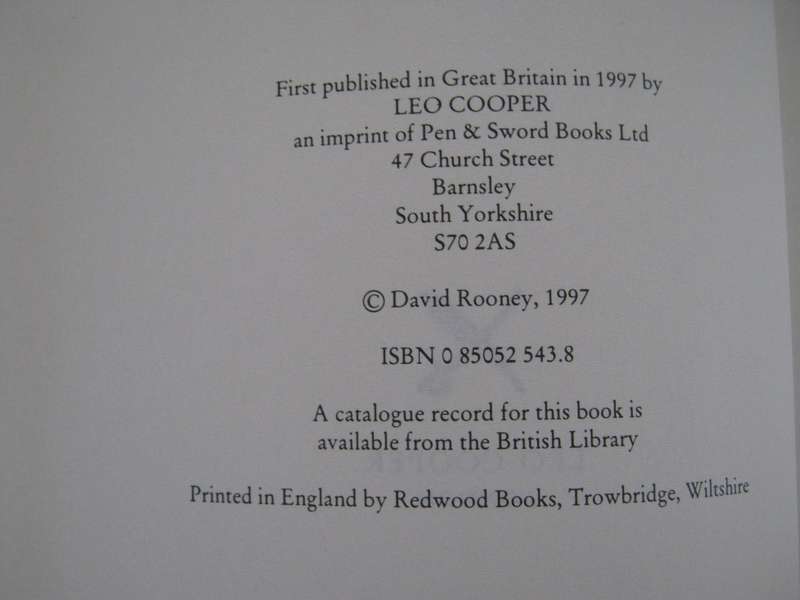 First published in Great Britain in 1997 by
LEO COOPER
an imprint of Pen & Sword Books Ltd
47 Church Street
Barnsley
South Yorkshire
S70 2AS
© David Rooney, 1997
ISBN 0 85052 543.8
A catalogue record for this book is
available from the British Library
Printed in England by Redwood Books, Trowbridge, Wiltshire